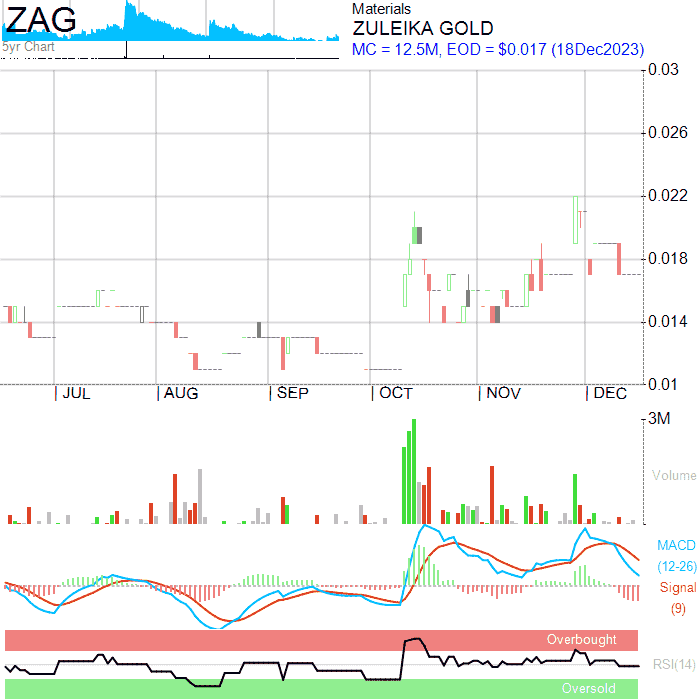 ZAG
5yr Chart
Materials
ZULEIKA GOLD
MC = 12.5M, EOD = $0.017 (18Dec2023)
0.03
0.026
0.022
0.018
0.014
0.01
JUL AUG SEP OCT NOV DEC
3M
Volume
MACD
(12-26)
Signal
(9)
Overbought
RSI(14)
Oversold